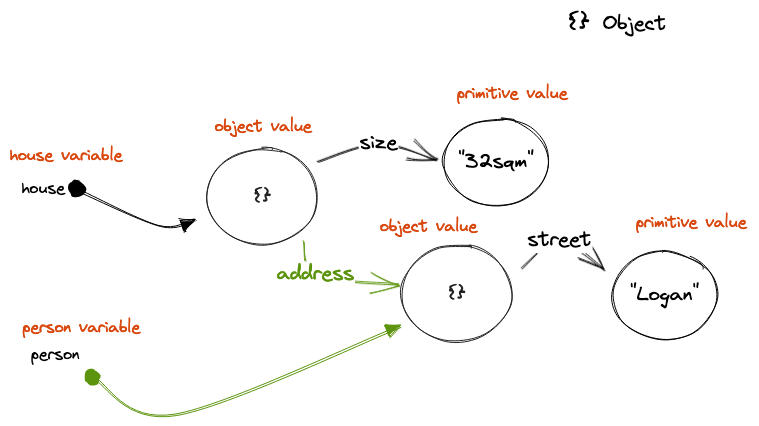 {} Object
primitive value
object value
size
"32sqm"
house variable
house
{}
object value
primitive value
street
address
{}
"Logan"
person variable
person